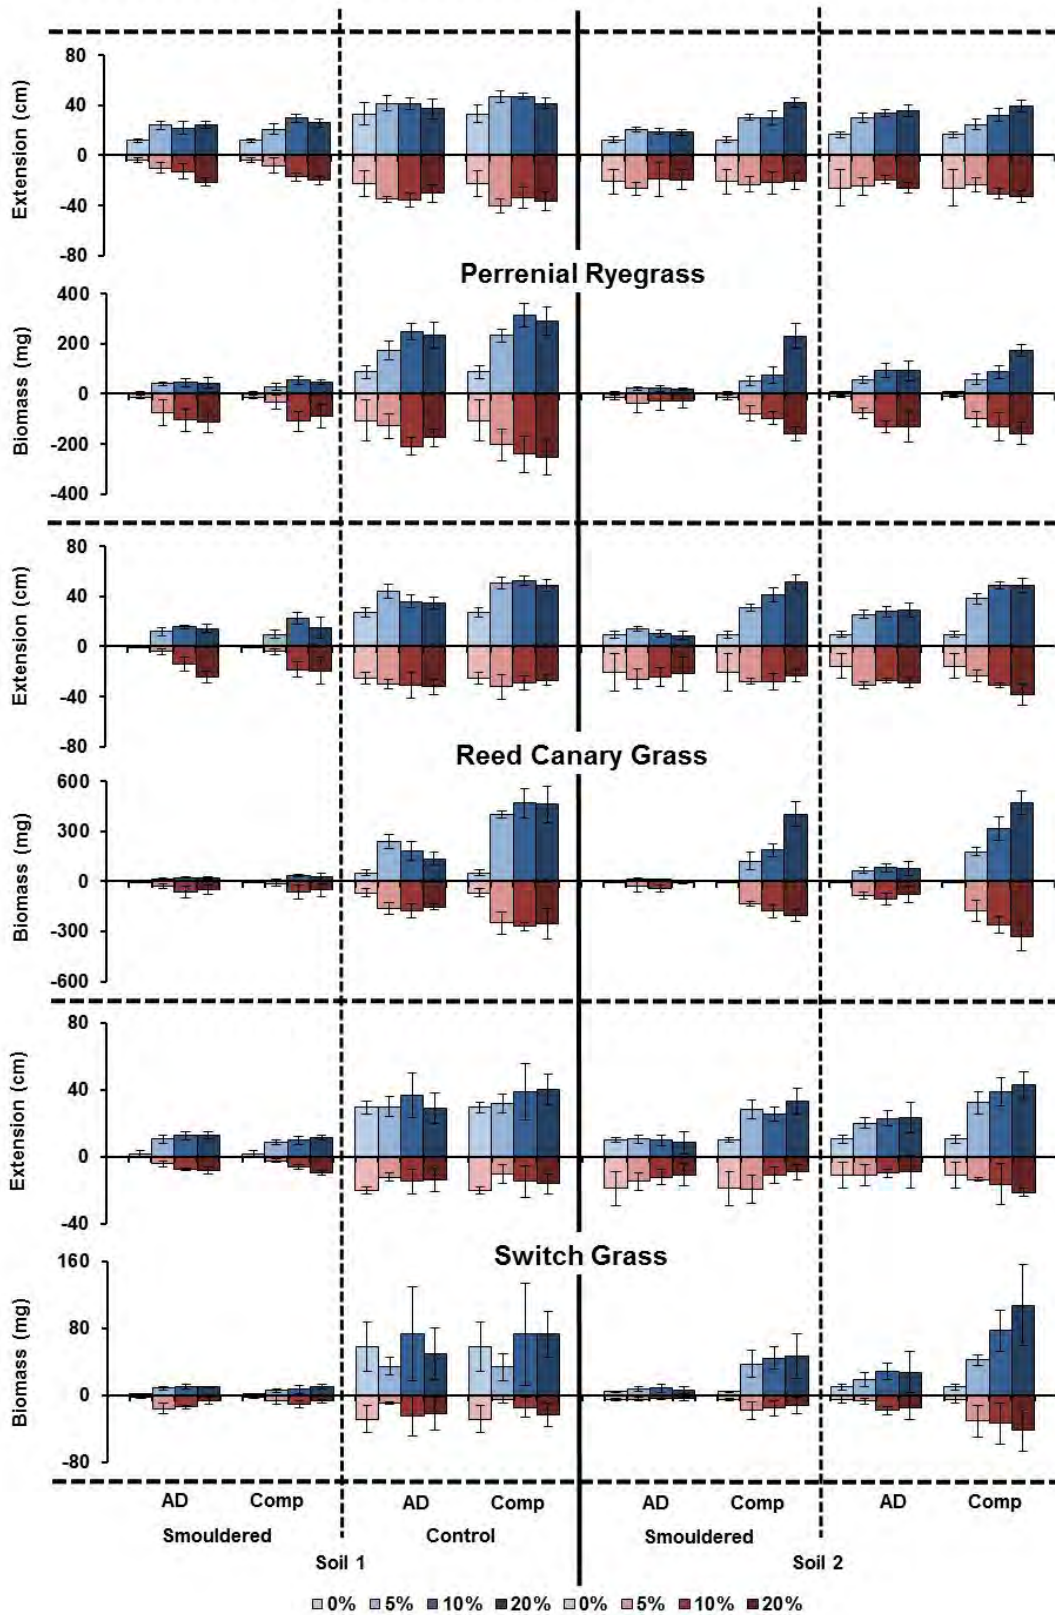 80
40
0
-40
-80
Extension (cm)
Perrenial Ryegrass
400
200
0
-200
-400
Biomass (mg)
80
40
0
-40
-80
Extension (cm)
Reed Canary Grass
600
300
0
-300
-600
Biomass (mg)
80
40
0
-40
Extension (cm)
Switch Grass
160
80
0
-80
Biomass (mg)
AD Comp AD Comp AD Comp AD Comp
Smouldered Control Smouldered
Soil 1 Soil 2
0% 5% 10% 20% 0% 5% 10% 20%